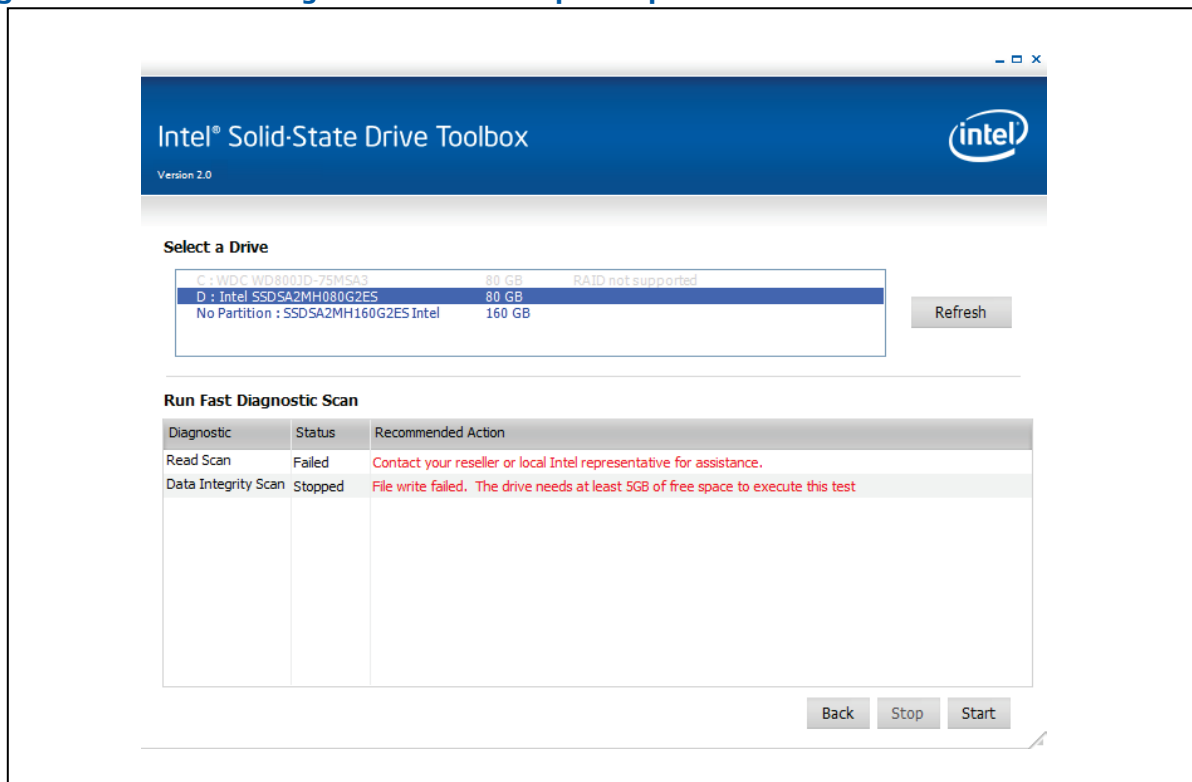 Intel® Solid-State Drive Toolbox
intel
Version 2.0
Select a Drive
C : WDC WD800JD-75MSA3 80 GB RAID not supported
D : Intel SSDSA2MH080G2ES 80 GB
No Partition : SSDSA2MH160G2ES Intel 160 GB
Refresh
Run Fast Diagnostic Scan
Diagnostic Status Recommended Action
Read Scan Failed Contact your reseller or local Intel representative for assistance.
Data Integrity Scan Stopped File write failed. The drive needs at least 5GB of free space to execute this test
Back Stop Start